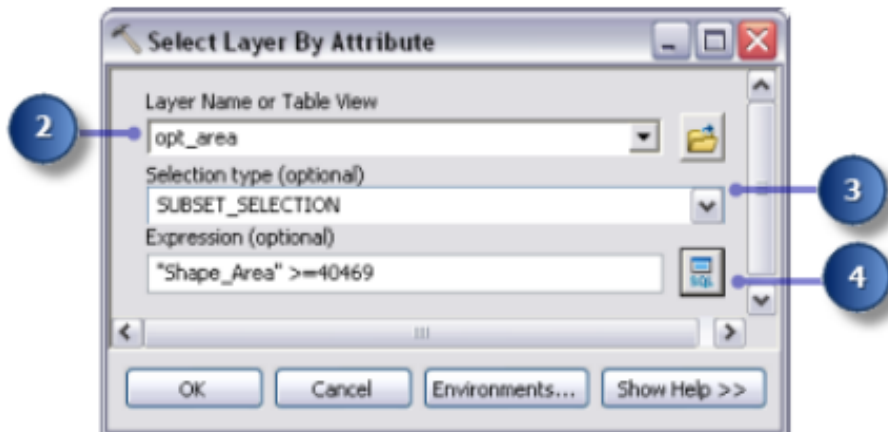 Select Layer By Attribute
Layer Name or Table View
2
opt_area
Selection type (optional)
SUBSET_SELECTION
3
Expression (optional)
"Shape_Area" >=40469
SQL
4
OK Cancel Environments... Show Help >>